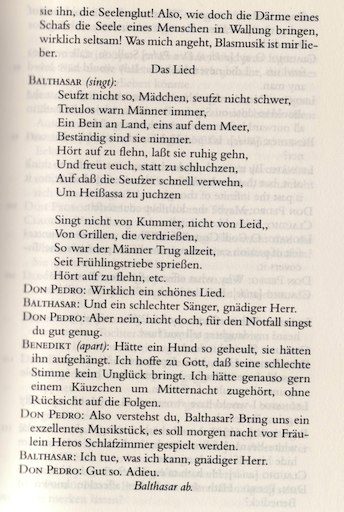 sie ihn, die Seelenglut! Also, wie doch die Därme eines
Schafs die Seele eines Menschen in Wallung bringen,
wirklich seltsam! Was mich angeht, Blasmusik ist mir lie-
ber.
Das Lied
BALTHASAR (singt):
Seufzt nicht so, Mädchen, seufzt nicht schwer,
Treulos warn Männer immer,
Ein Bein an Land, eins auf dem Meer,
Beständig sind sie nimmer.
Hört auf zu flehn, laßt sie ruhig gehn,
Und freut euch, statt zu schluchzen,
Auf daß die Seufzer schnell verwehn,
Um Heißassa zu juchzen
Singt nicht von Kummer, nicht von Leid,,
Von Grillen, die verdrießen,
So war der Männer Trug allzeit,
Seit Frühlingstriebe sprießen.
Hört auf zu flehn, etc.
DON PEDRO: Wirklich ein schönes Lied.
BALTHASAR: Und ein schlechter Sänger, gnädiger Herr.
DON PEDRO: Aber nein, nicht doch, für den Notfall singst
du gut genug.
BENEDIKT (apart): Hätte ein Hund so geheult, sie hätten
ihn aufgehängt. Ich hoffe zu Gott, daß seine schlechte
Stimme kein Unglück bringt. Ich hätte genauso gern
einem Käuzchen um Mitternacht zugehört, ohne
Rücksicht auf die Folgen.
DON PEDRO: Also verstehst du, Balthasar? Bring uns ein
exzellentes Musikstück, es soll morgen nacht vor Fräu-
lein Heros Schlafzimmer gespielt werden.
BALTHASAR: Ich tue, was ich kann, gnädiger Herr.
DON PEDRO: Gut so. Adieu.
Balthasar ab.